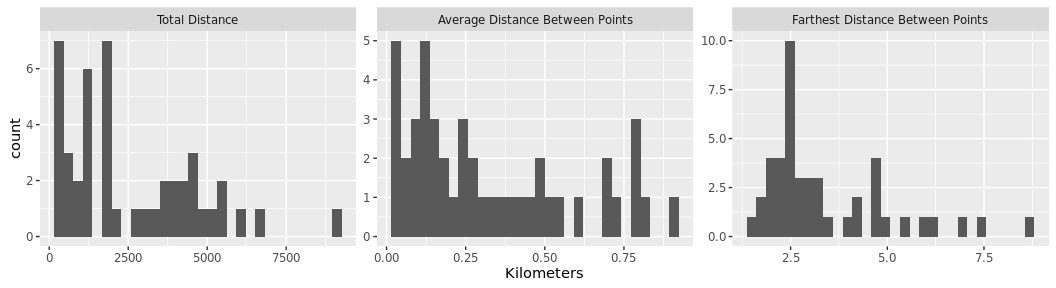 Total Distance
Average Distance Between Points
Farthest Distance Between Points
count
0
2
4
6
0
1
2
3
4
5
0.0
2.5
5.0
7.5
10.0
0 2500 5000 7500
0.00 0.25 0.50 0.75
2.5 5.0 7.5
Kilometers